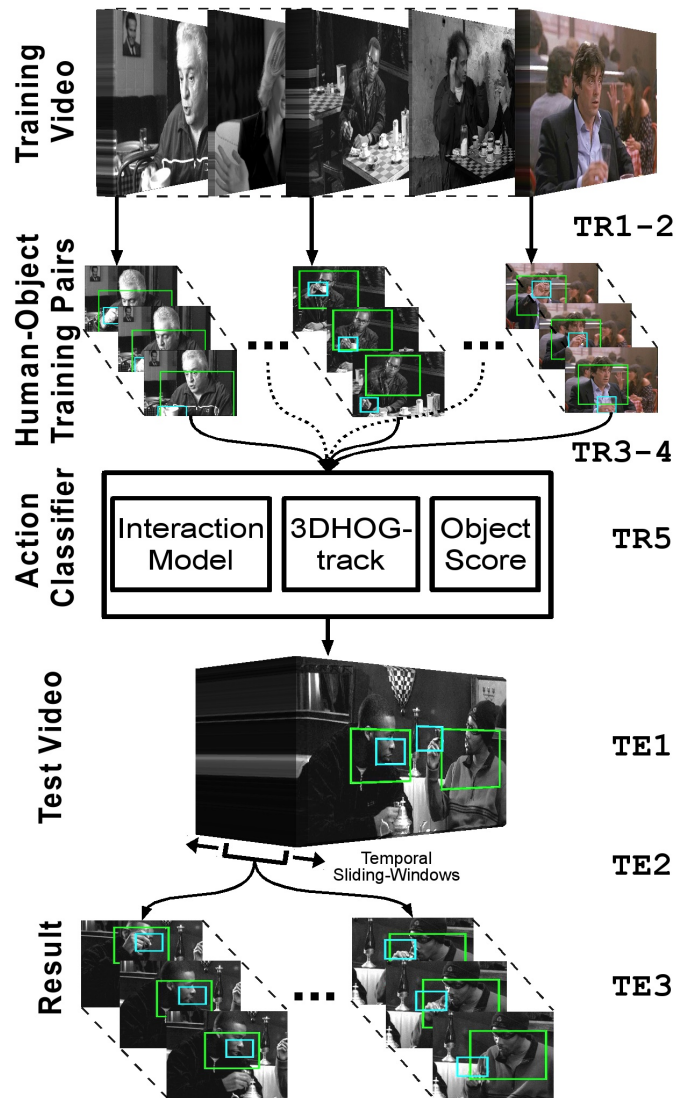 Training
Video
TR1-2
Human-Object
Training Pairs
TR3-4
Action
Classifier
Interaction
Model
3DHOG-
track
Object
Score
TR5
Test Video
TE1
Temporal
Sliding-Windows
TE2
Result
TE3